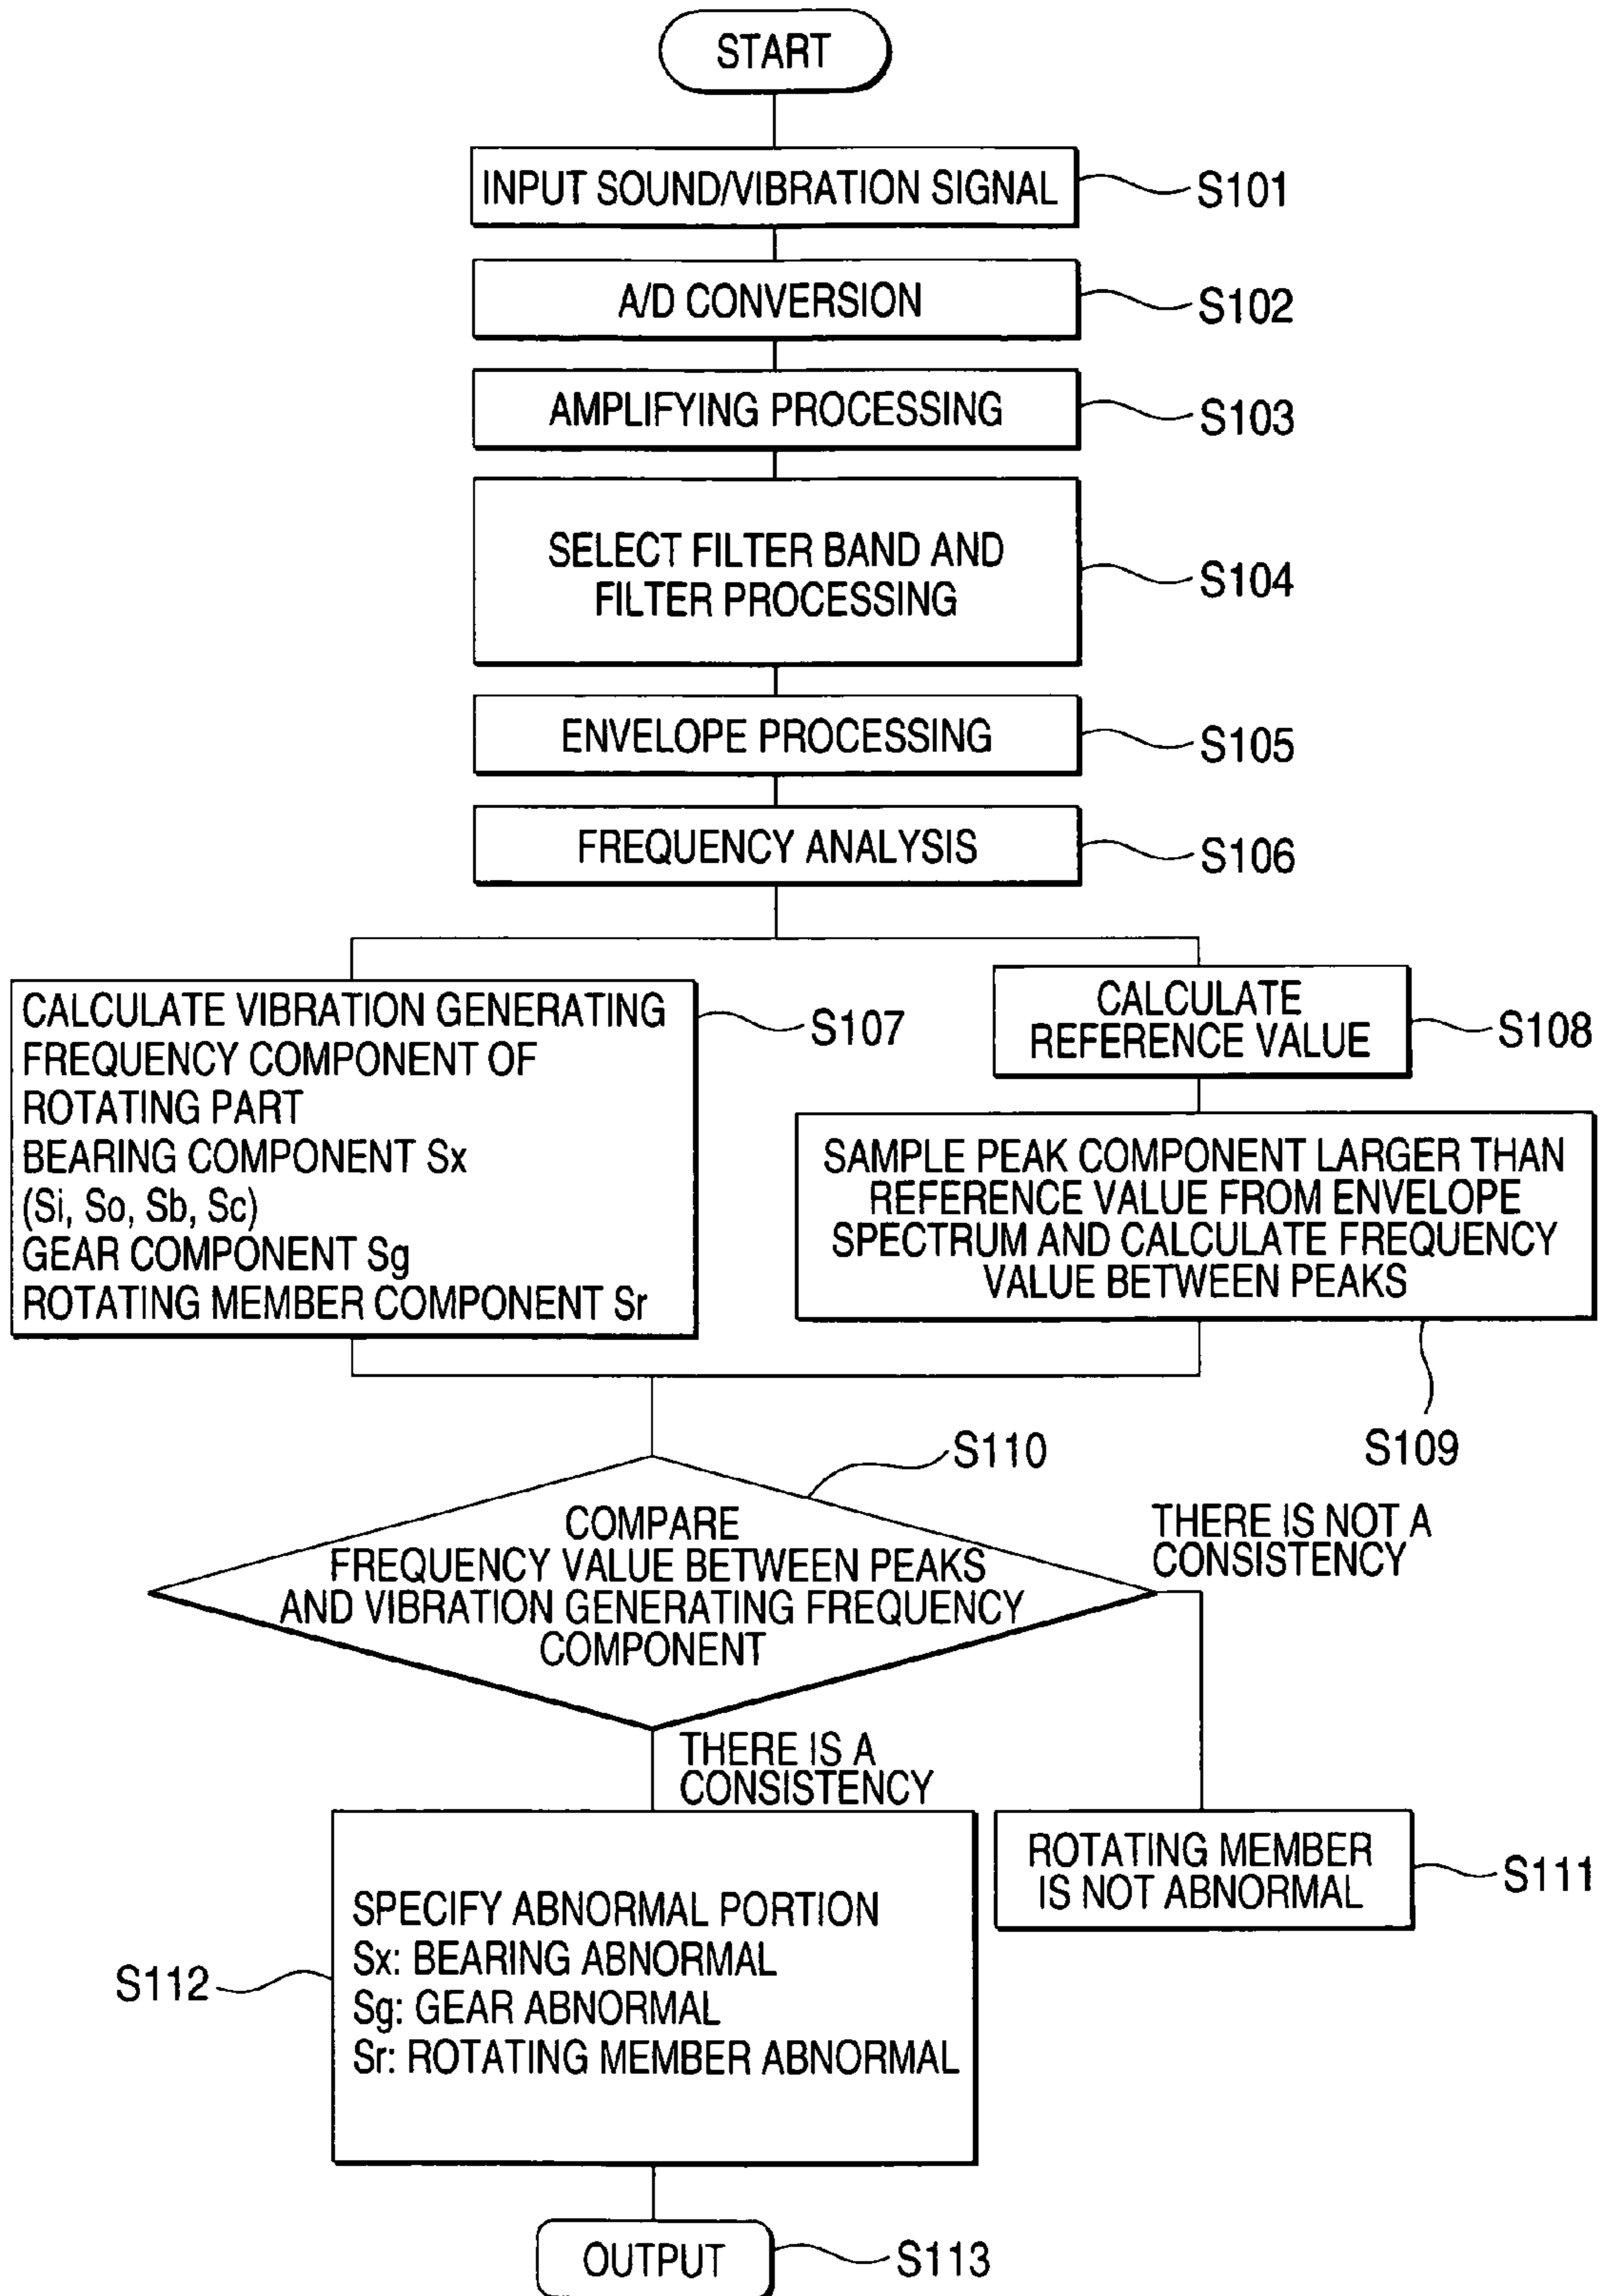 START
INPUT SOUND/VIBRATION SIGNAL
S101
A/D CONVERSION
S102
AMPLIFYING PROCESSING
S103
SELECT FILTER BAND AND
FILTER PROCESSING
S104
ENVELOPE PROCESSING
S105
FREQUENCY ANALYSIS
S106
CALCULATE VIBRATION GENERATING
FREQUENCY COMPONENT OF
ROTATING PART
BEARING COMPONENT Sx
(Si, So, Sb, Sc)
GEAR COMPONENT Sg
ROTATING MEMBER COMPONENT Sr
S107
CALCULATE
REFERENCE VALUE
S108
SAMPLE PEAK COMPONENT LARGER THAN
REFERENCE VALUE FROM ENVELOPE
SPECTRUM AND CALCULATE FREQUENCY
VALUE BETWEEN PEAKS
S109
S110
COMPARE
FREQUENCY VALUE BETWEEN PEAKS
AND VIBRATION GENERATING FREQUENCY
COMPONENT
THERE IS NOT A
CONSISTENCY
THERE IS A
CONSISTENCY
ROTATING MEMBER
IS NOT ABNORMAL
S111
SPECIFY ABNORMAL PORTION
Sx: BEARING ABNORMAL
Sg: GEAR ABNORMAL
Sr: ROTATING MEMBER ABNORMAL
S112
OUTPUT
S113